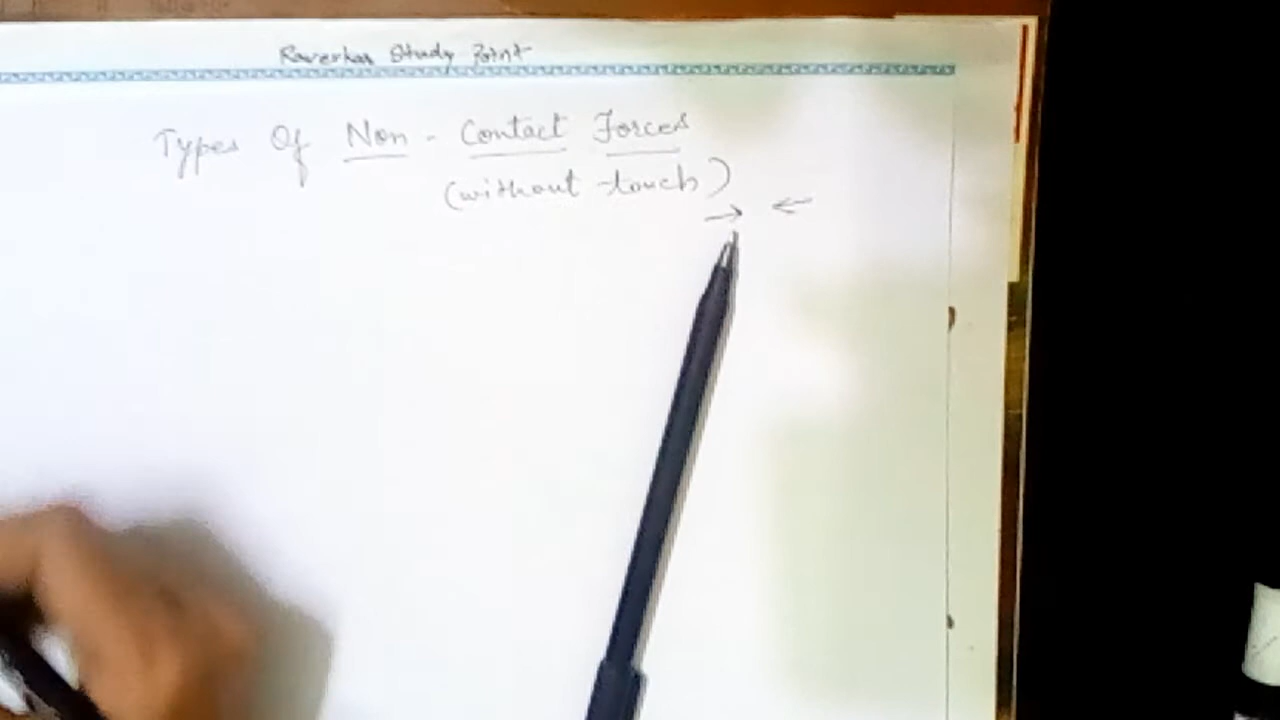 Raverkar Study Point
Types Of Non - Contact Forces
(without touch)
→ ←